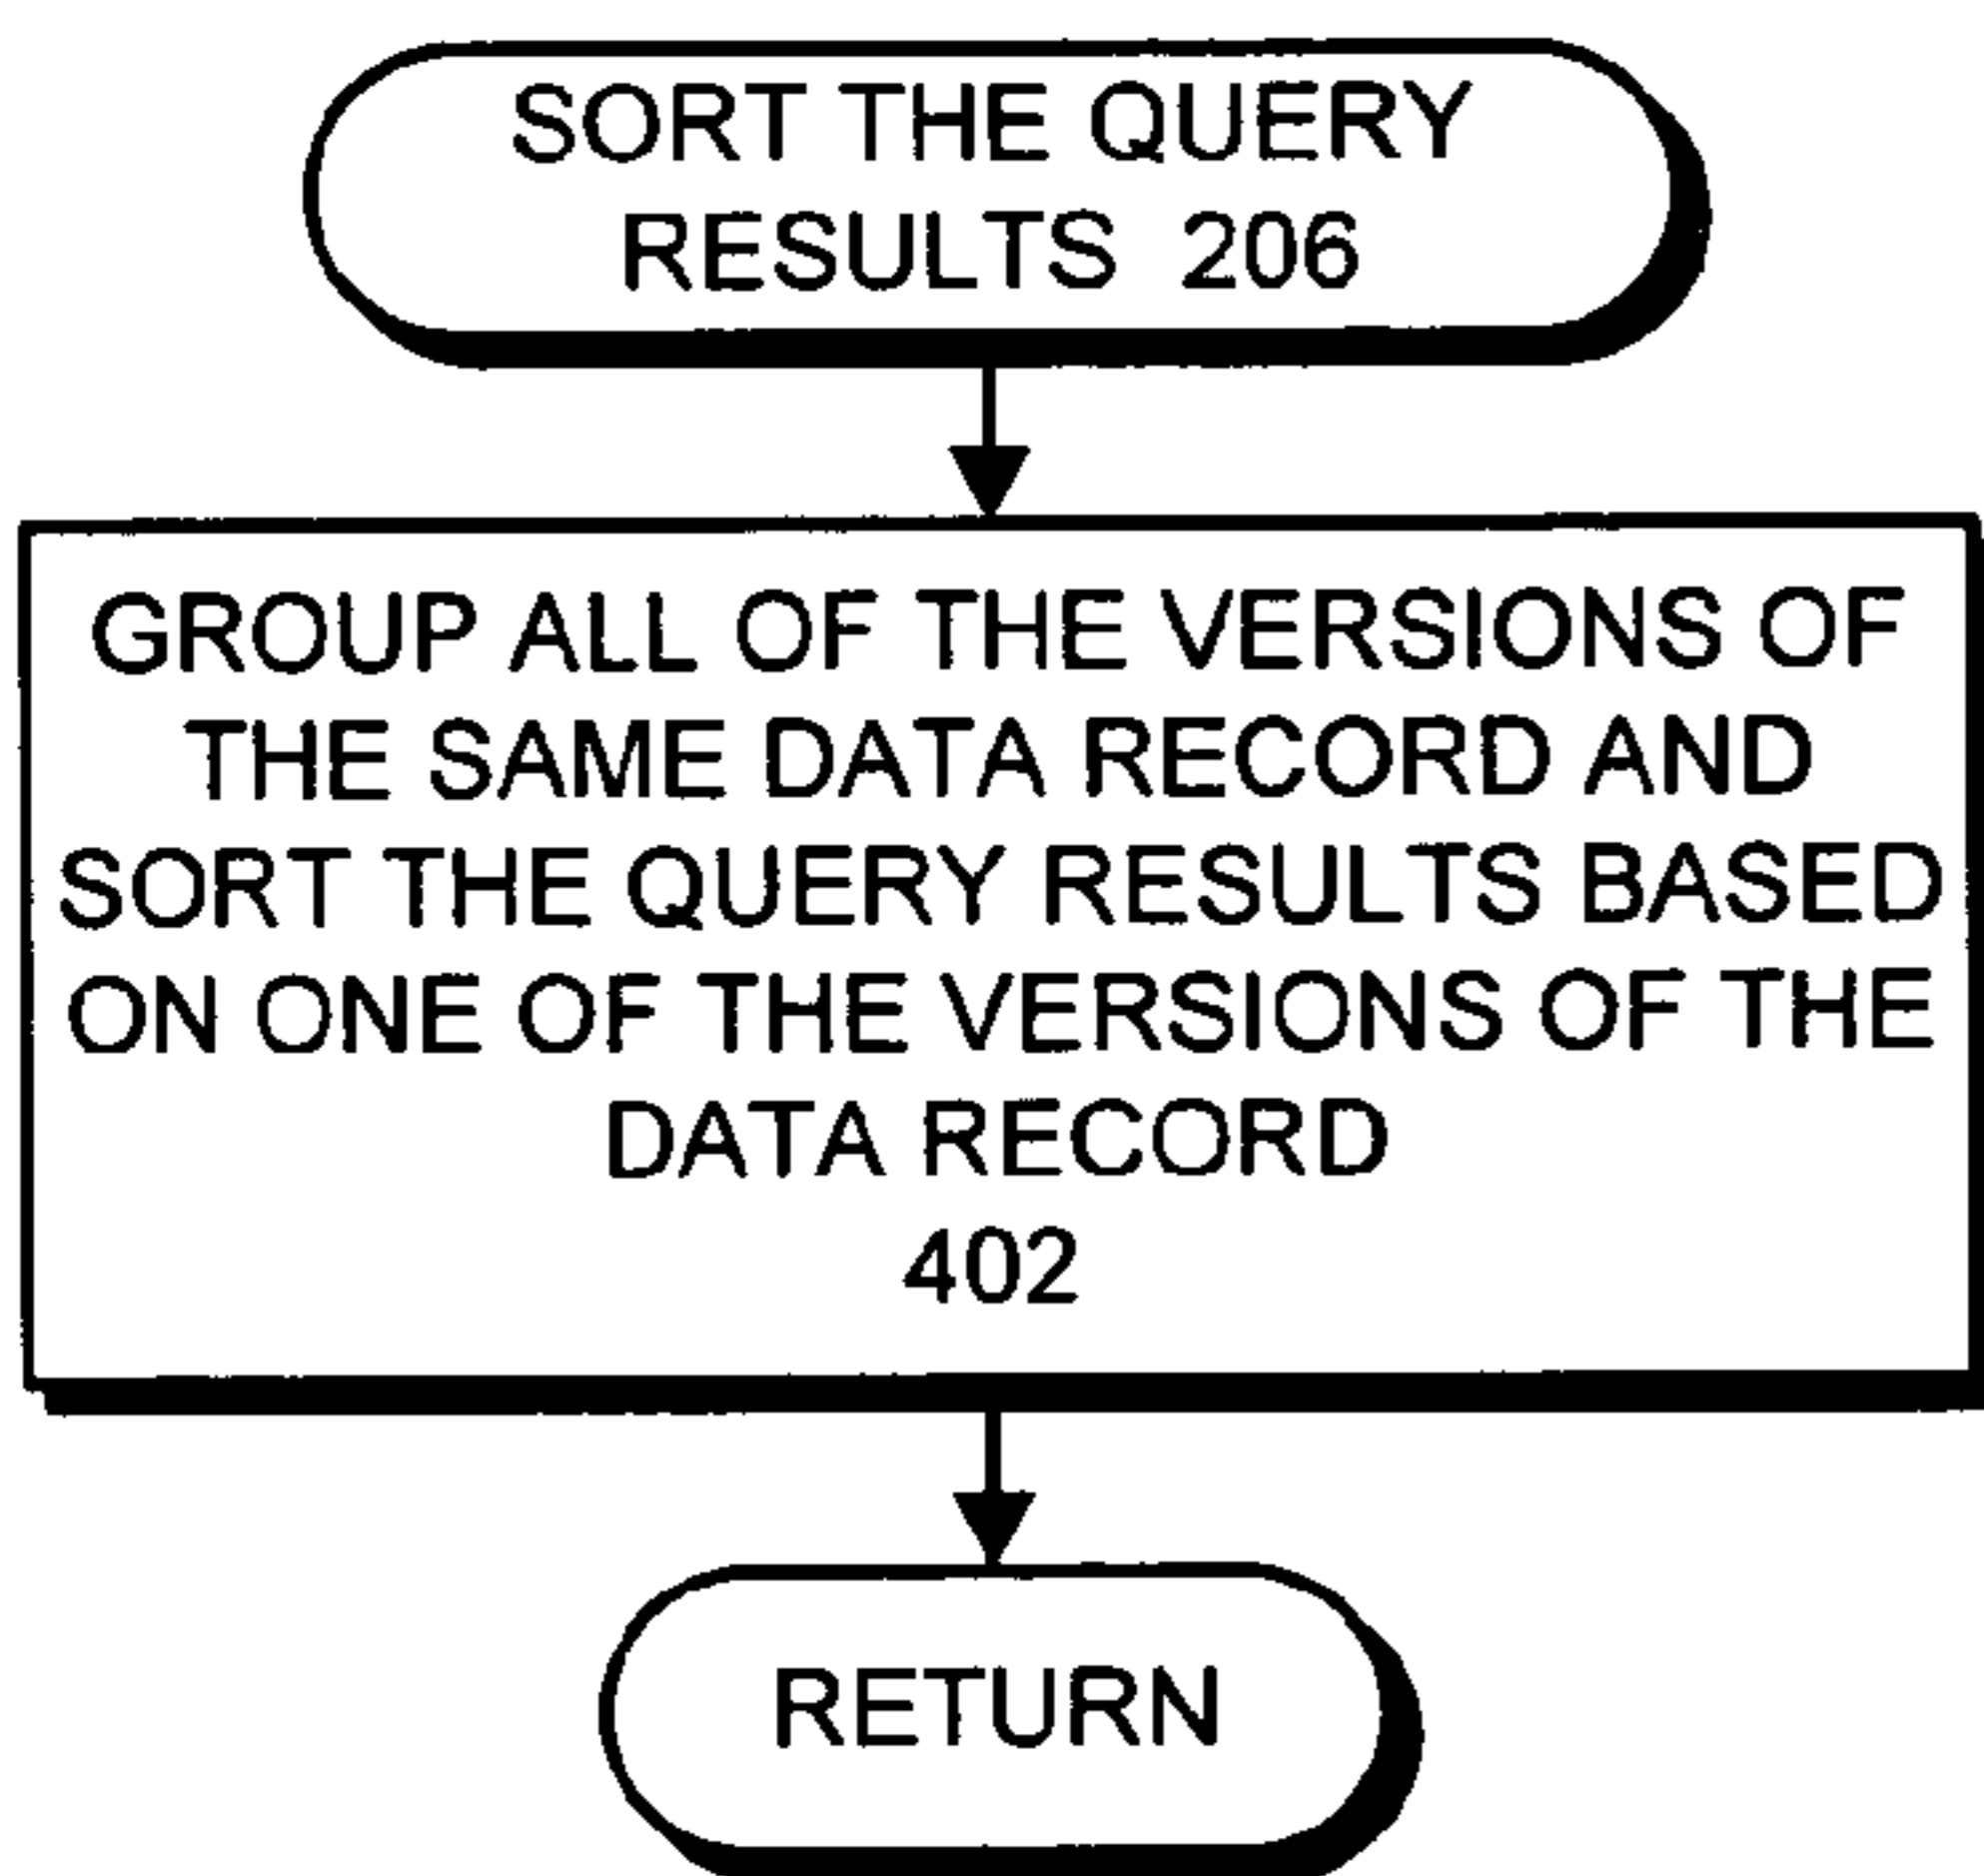 SORT THE QUERY
RESULTS 206
GROUP ALL OF THE VERSIONS OF
THE SAME DATA RECORD AND
SORT THE QUERY RESULTS BASED
ON ONE OF THE VERSIONS OF THE
DATA RECORD
402
RETURN